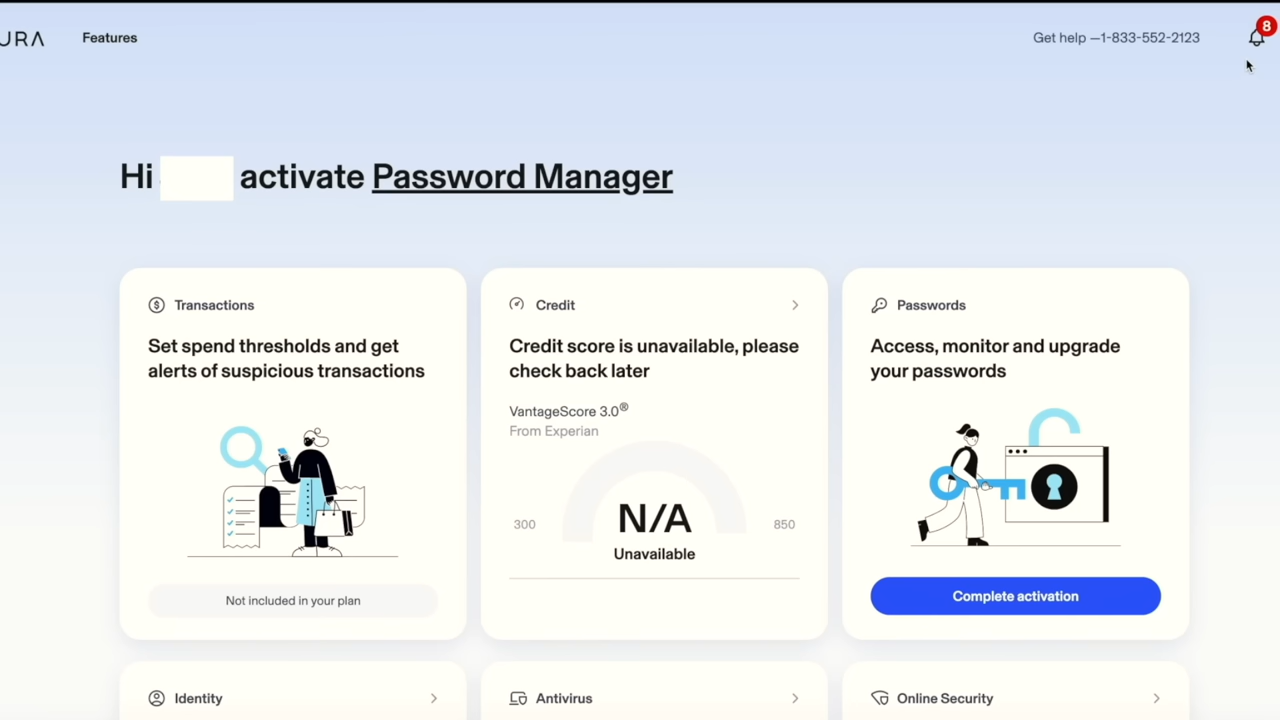 URA
Features
Get help —1-833-552-2123
8
Hi activate Password Manager
Transactions
Set spend thresholds and get
alerts of suspicious transactions
Not included in your plan
Credit
Credit score is unavailable, please
check back later
VantageScore 3.0®
From Experian
300
N/A
850
Unavailable
Passwords
Access, monitor and upgrade
your passwords
Complete activation
Identity
Antivirus
Online Security